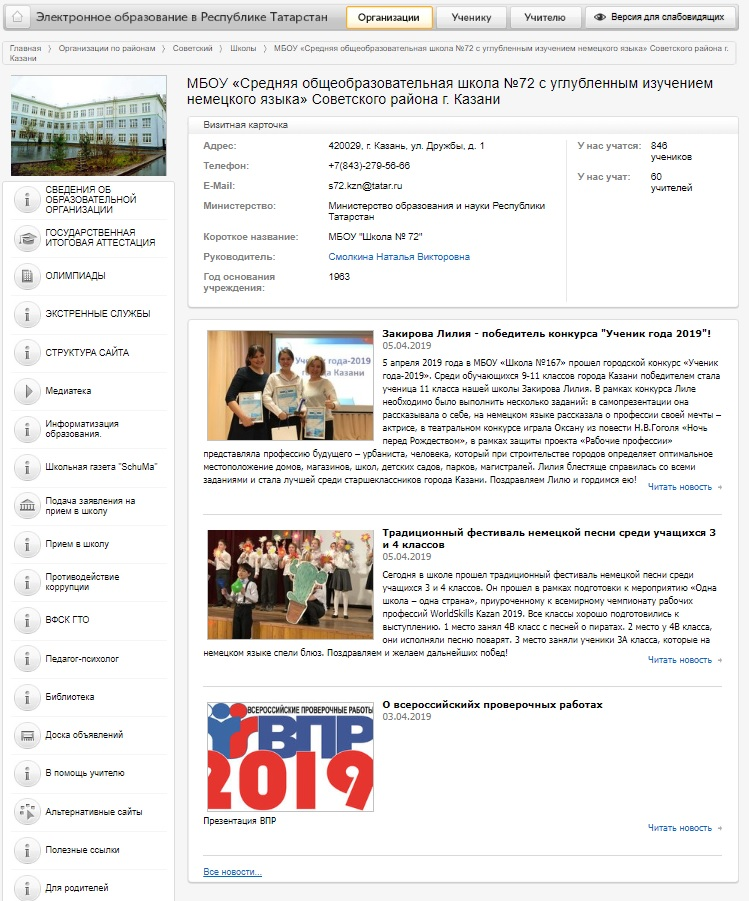 Электронное образование в Республике Татарстан
Организации
Ученику
Учителю
Версия для слабовидящих
Главная
Организации по районам
Советский
Школы
МБОУ «Средняя общеобразовательная школа №72 с углубленным изучением немецкого языка» Советского района г.
Казани
МБОУ «Средняя общеобразовательная школа №72 с углубленным изучением
немецкого языка» Советского района г. Казани
Визитная карточка
Адрес:
420029, г. Казань, ул. Дружбы, д. 1
Телефон:
+7(843)-279-56-66
E-Mail:
s72.kzn@tatar.ru
Министерство:
Министерство образования и науки Республики
Татарстан
Короткое название:
МБОУ "Школа № 72"
Руководитель:
Смолкина Наталья Викторовна
Год основания
учреждения:
1963
У нас учатся:
846
учеников
У нас учат:
60
учителей
СВЕДЕНИЯ ОБ
ОБРАЗОВАТЕЛЬНОЙ
ОРГАНИЗАЦИИ
ГОСУДАРСТВЕННАЯ
ИТОГОВАЯ АТТЕСТАЦИЯ
ОЛИМПИАДЫ
ЭКСТРЕННЫЕ СЛУЖБЫ
СТРУКТУРА САЙТА
Медиатека
Информатизация
образования.
Школьная газета "SchuMa"
Подача заявления на
прием в школу
Прием в школу
Противодействие
коррупции
ВФСК ГТО
Педагог-психолог
Библиотека
Доска объявлений
В помощь учителю
Альтернативные сайты
Полезные ссылки
Для родителей
Ученик года-2019
города Казани
Закирова Лилия - победитель конкурса "Ученик года 2019"!
05.04.2019
5 апреля 2019 года в МБОУ «Школа №167» прошел городской конкурс «Ученик
года-2019». Среди обучающихся 9-11 классов города Казани победителем стала
ученица 11 класса нашей школы Закирова Лилия. В рамках конкурса Лиле
необходимо было выполнить несколько заданий: в самопрезентации она
рассказывала о себе, на немецком языке рассказала о профессии своей мечты –
актрисе, в театральном конкурсе играла Оксану из повести Н.В.Гоголя «Ночь
перед Рождеством», в рамках защиты проекта «Рабочие профессии»
представляла профессию будущего – урбаниста, человека, который при строительстве городов определяет оптимальное
местоположение домов, магазинов, школ, детских садов, парков, магистралей. Лилия блестяще справилась со всеми
заданиями и стала лучшей среди старшеклассников города Казани. Поздравляем Лилю и гордимся ею!
Читать новость
Традиционный фестиваль немецкой песни среди учащихся 3
и 4 классов
05.04.2019
Сегодня в школе прошел традиционный фестиваль немецкой песни среди
учащихся 3 и 4 классов. Он прошел в рамках подготовки к мероприятию «Одна
школа – одна страна», приуроченному к всемирному чемпионату рабочих
профессий WorldSkills Kazan 2019. Все классы хорошо подготовились к
выступлению. 1 место занял 4В класс с песней о пиратах. 2 место у 4В класса,
они исполняли песню поварят. 3 место заняли ученики 3А класса, которые на
немецком языке спели блюз. Поздравляем и желаем дальнейших побед!
Читать новость
О всероссийскийх проверочных работах
03.04.2019
ВСЕРОССИЙСКИЕ ПРОВЕРОЧНЫЕ РАБОТЫ
ВПР
2019
Презентация ВПР
Читать новость
Все новости...